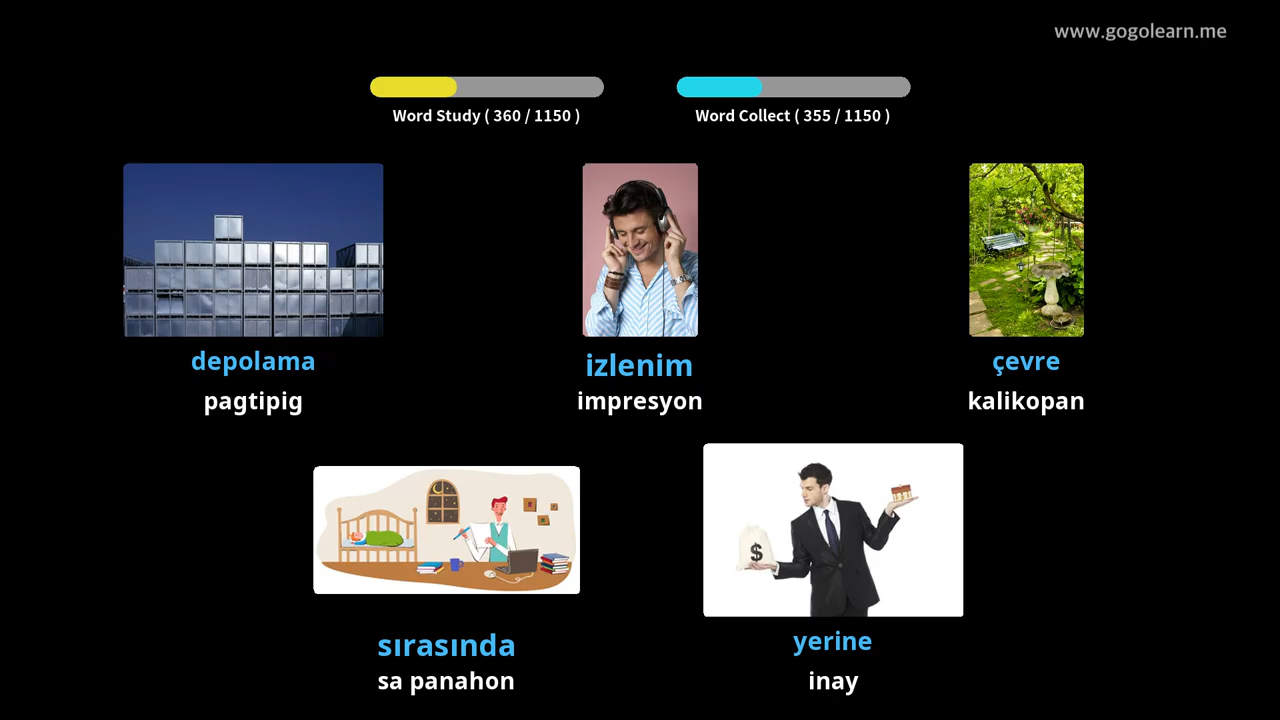 www.gogolearn.me
Word Study ( 360 / 1150 )
Word Collect ( 355 / 1150 )
depolama
pagtipig
izlenim
impresyon
çevre
kalikopan
$
sırasında
sa panahon
yerine
inay